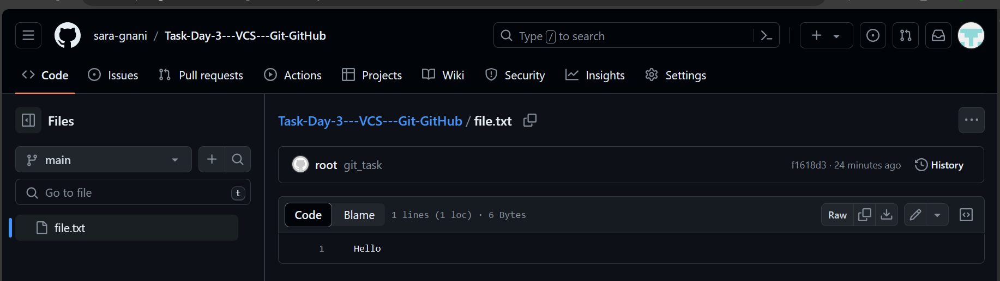 sara-gnani / Task-Day-3---VCS---Git-GitHub
Type / to search
Code Issues Pull requests Actions Projects Wiki Security Insights Settings
Files
main
Go to file t
file.txt
Task-Day-3---VCS---Git-GitHub / file.txt
root git_task f1618d3 · 24 minutes ago History
Code Blame 1 lines (1 loc) · 6 Bytes Raw
1 Hello